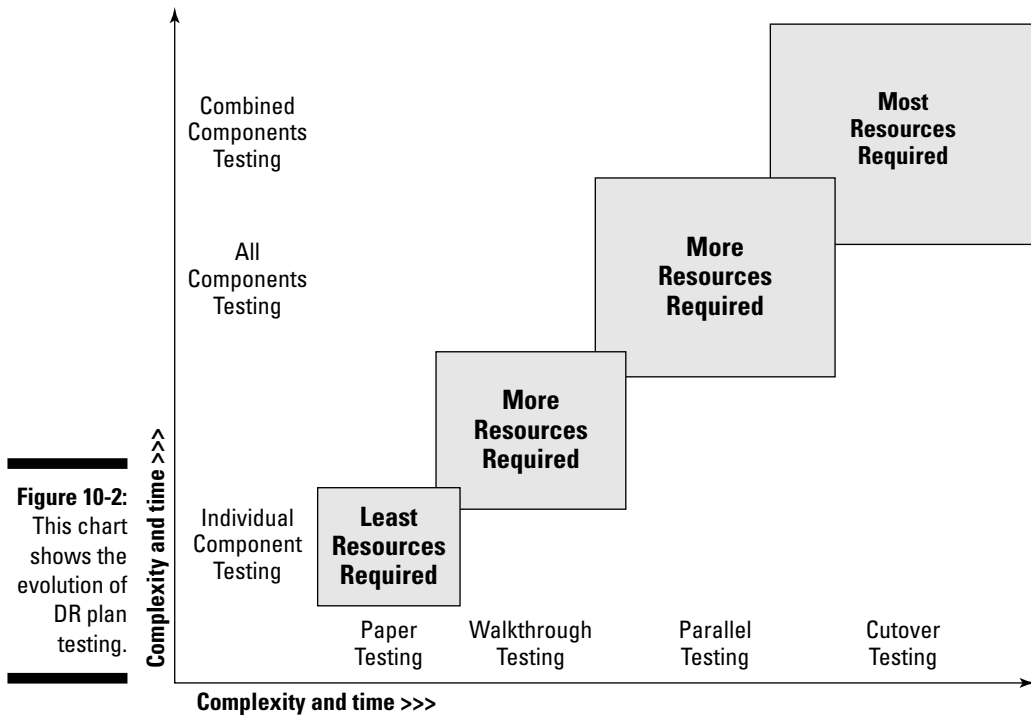 Combined
Components
Testing
Most
Resources
Required
All
Components
Testing
More
Resources
Required
More
Resources
Required
Individual
Component
Testing
Least
Resources
Required
Complexity and time >>>
Figure 10-2:
This chart
shows the
evolution of
DR plan
testing.
Paper
Testing
Walkthrough
Testing
Parallel
Testing
Cutover
Testing
Complexity and time >>>